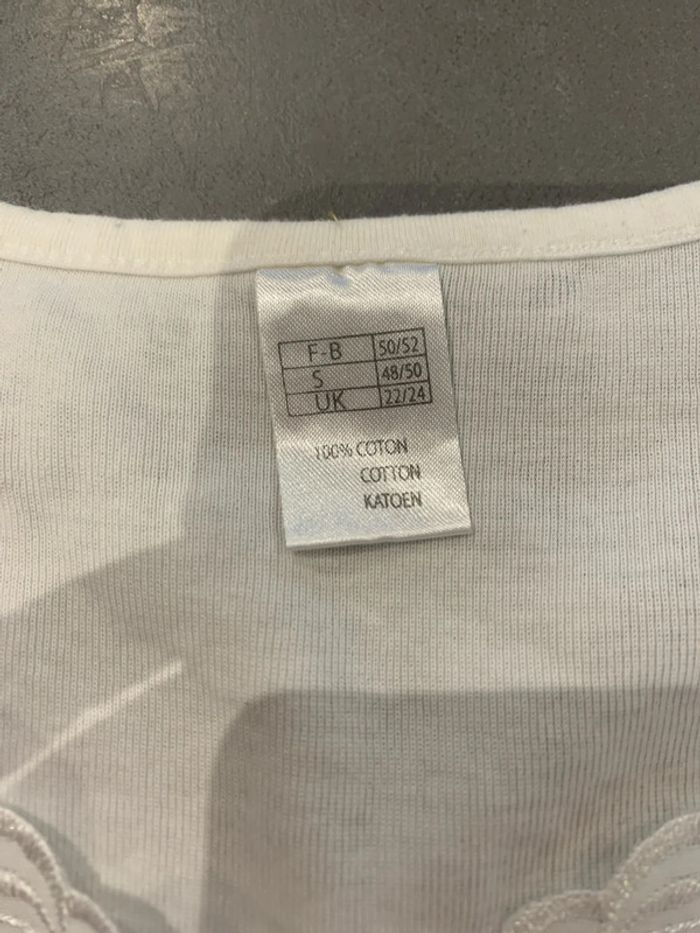 F-B 50/52
S 48/50
UK 22/24
100% COTON
COTTON
KATOEN